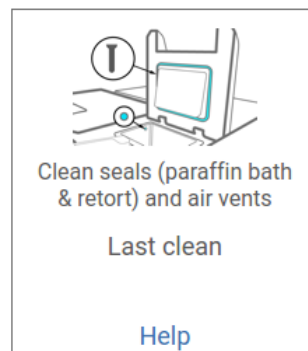 Clean seals (paraffin bath
& retort) and air vents
Last clean
Help